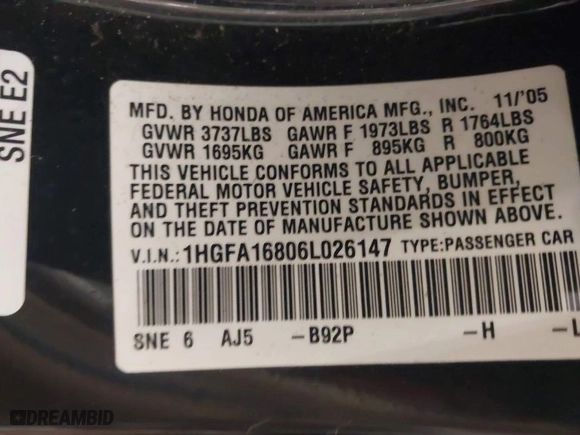 SNE E2
MFD. BY HONDA OF AMERICA MFG., INC. 11/'05
GVWR 3737LBS GAWR F 1973LBS R 1764LBS
GVWR 1695KG GAWR F 895KG R 800KG
THIS VEHICLE CONFORMS TO ALL APPLICABLE
FEDERAL MOTOR VEHICLE SAFETY, BUMPER,
AND THEFT PREVENTION STANDARDS IN EFFECT
ON THE DATE OF MANUFACTURE SHOWN ABOVE.
V.I.N.: 1HGFA16806L026147 TYPE:PASSENGER CAR
SNE 6 AJ5 -B92P -H -L
DREAMBID